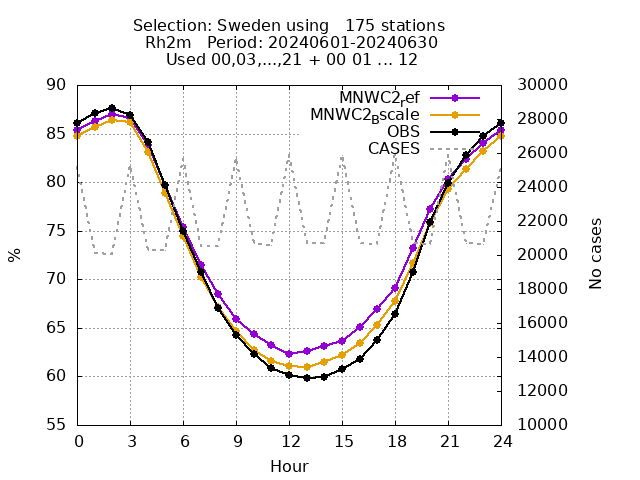 Selection: Sweden using   175 stations
Rh2m   Period: 20240601-20240630
Used 00,03,...,21 + 00 01 ... 12
90
85
80
75
70
65
60
55
%
30000
28000
26000
24000
22000
20000
18000
16000
14000
12000
10000
No cases
MNWC2ref
MNWC2Bscale
OBS
CASES
0 3 6 9 12 15 18 21 24
Hour